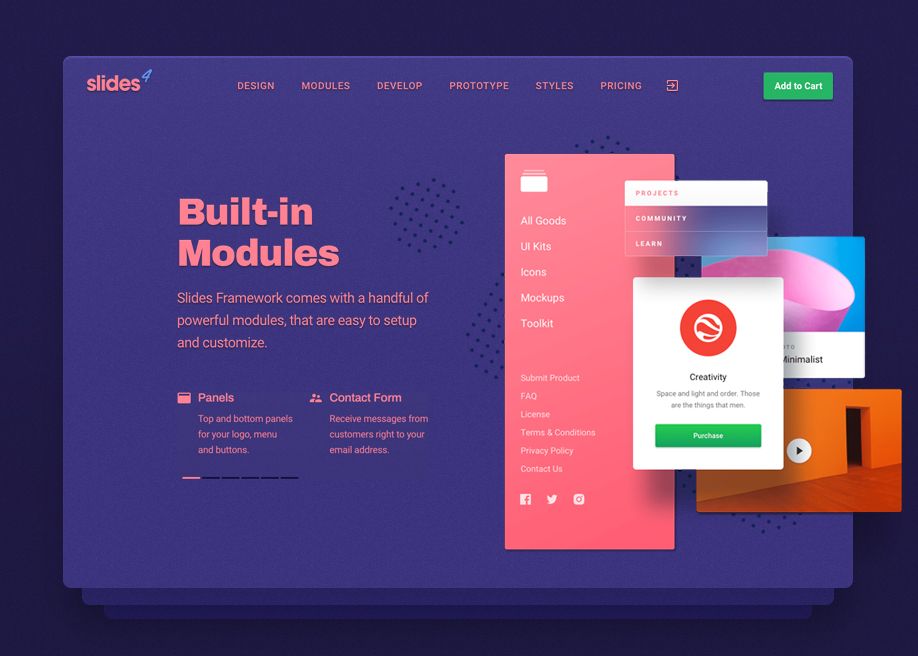 slides 4
DESIGN MODULES DEVELOP PROTOTYPE STYLES PRICING
Add to Cart
Built-in
Modules
Slides Framework comes with a handful of
powerful modules, that are easy to setup
and customize.
Panels
Top and bottom panels
for your logo, menu
and buttons.
Contact Form
Receive messages from
customers right to your
email address.
All Goods
UI Kits
Icons
Mockups
Toolkit
Submit Product
FAQ
License
Terms & Conditions
Privacy Policy
Contact Us
PROJECTS
COMMUNITY
LEARN
Creativity
Space and light and order. Those
are the things that men.
Purchase
Minimalist